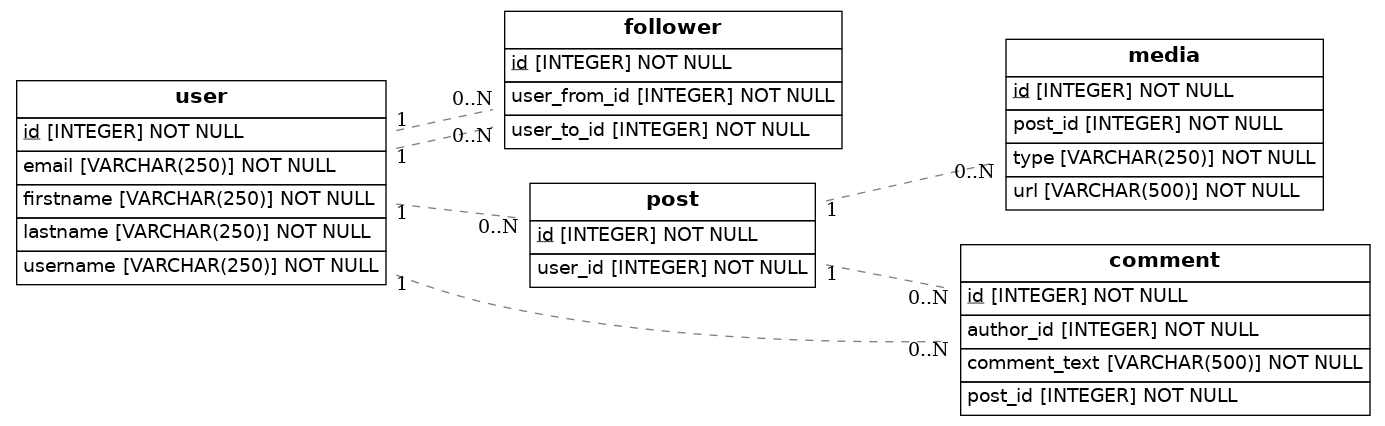 user
id [INTEGER] NOT NULL
email [VARCHAR(250)] NOT NULL
firstname [VARCHAR(250)] NOT NULL
lastname [VARCHAR(250)] NOT NULL
username [VARCHAR(250)] NOT NULL
1
0..N
1
0..N
1
0..N
1
0..N
follower
id [INTEGER] NOT NULL
user_from_id [INTEGER] NOT NULL
user_to_id [INTEGER] NOT NULL
post
id [INTEGER] NOT NULL
user_id [INTEGER] NOT NULL
1
0..N
1
0..N
media
id [INTEGER] NOT NULL
post_id [INTEGER] NOT NULL
type [VARCHAR(250)] NOT NULL
url [VARCHAR(500)] NOT NULL
comment
id [INTEGER] NOT NULL
author_id [INTEGER] NOT NULL
comment_text [VARCHAR(500)] NOT NULL
post_id [INTEGER] NOT NULL